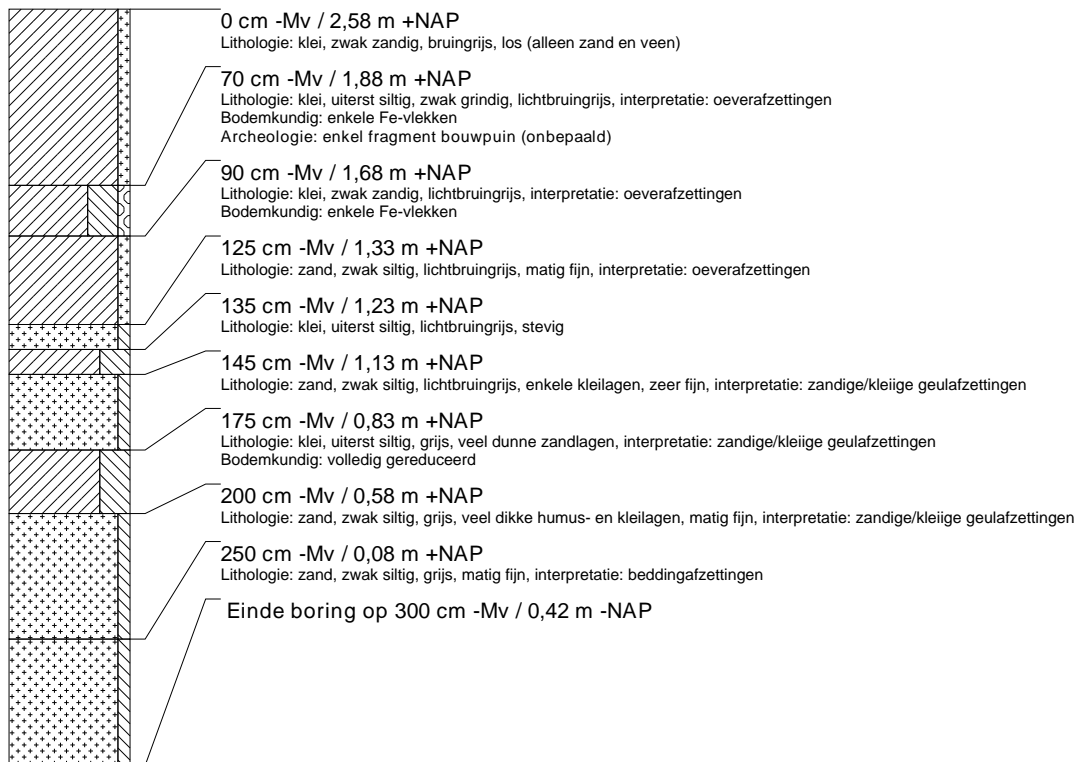 0 cm -Mv / 2,58 m +NAP
Lithologie: klei, zwak zandig, bruingrijs, los (alleen zand en veen)
70 cm -Mv / 1,88 m +NAP
Lithologie: klei, uiterst siltig, zwak grindig, lichtbruingrijs, interpretatie: oeverafzettingen
Bodemkundig: enkele Fe-vlekken
Archeologie: enkel fragment bouwpuin (onbepaald)
90 cm -Mv / 1,68 m +NAP
Lithologie: klei, zwak zandig, lichtbruingrijs, interpretatie: oeverafzettingen
Bodemkundig: enkele Fe-vlekken
125 cm -Mv / 1,33 m +NAP
Lithologie: zand, zwak siltig, lichtbruingrijs, matig fijn, interpretatie: oeverafzettingen
135 cm -Mv / 1,23 m +NAP
Lithologie: klei, uiterst siltig, lichtbruingrijs, stevig
145 cm -Mv / 1,13 m +NAP
Lithologie: zand, zwak siltig, lichtbruingrijs, enkele kleilagen, zeer fijn, interpretatie: zandige/kleiige geulafzettingen
175 cm -Mv / 0,83 m +NAP
Lithologie: klei, uiterst siltig, grijs, veel dunne zandlagen, interpretatie: zandige/kleiige geulafzettingen
Bodemkundig: volledig gereduceerd
200 cm -Mv / 0,58 m +NAP
Lithologie: zand, zwak siltig, grijs, veel dikke humus- en kleilagen, matig fijn, interpretatie: zandige/kleiige geulafzettingen
250 cm -Mv / 0,08 m +NAP
Lithologie: zand, zwak siltig, grijs, matig fijn, interpretatie: beddingafzettingen
Einde boring op 300 cm -Mv / 0,42 m -NAP